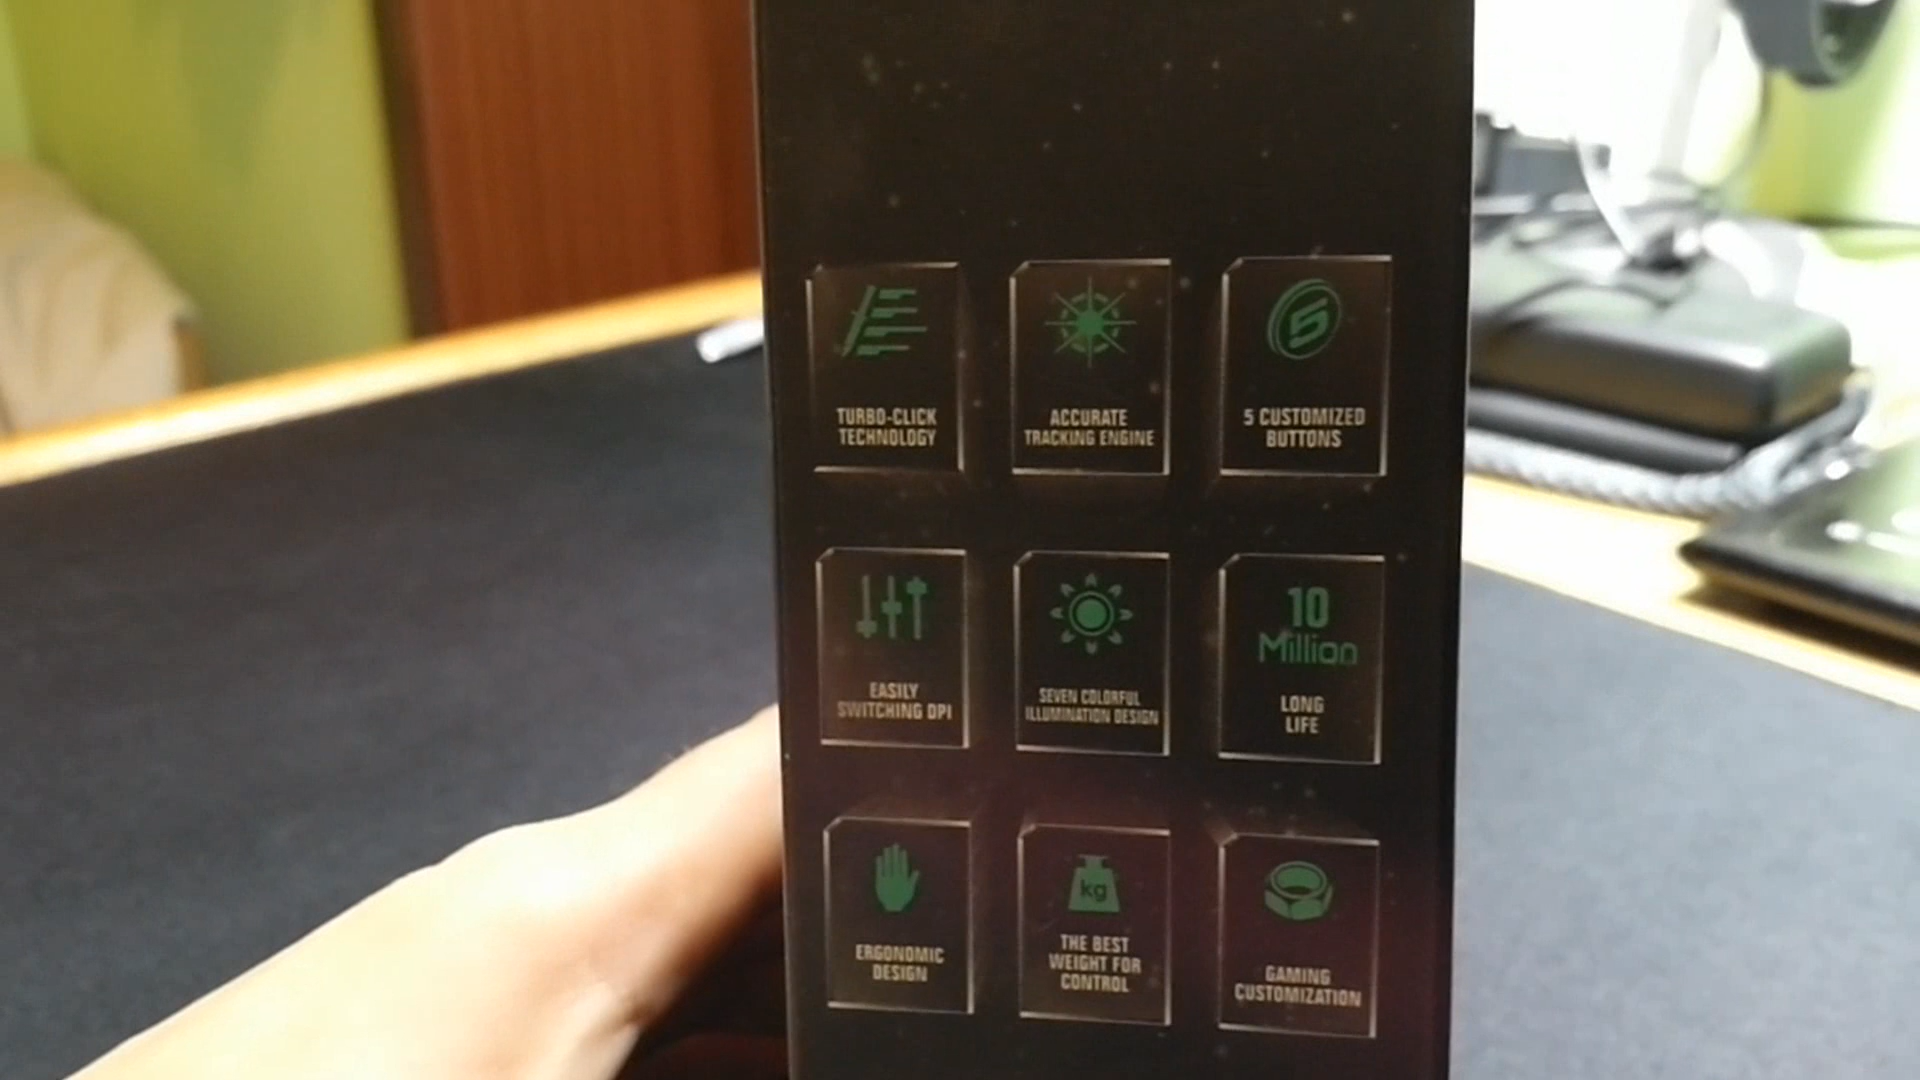 TURBO-CLICK
TECHNOLOGY
ACCURATE
TRACKING ENGINE
5
5 CUSTOMIZED
BUTTONS
EASILY
SWITCHING DPI
SEVEN COLORFUL
ILLUMINATION DESIGN
10
Million
LONG
LIFE
ERGONOMIC
DESIGN
kg
THE BEST
WEIGHT FOR
CONTROL
GAMING
CUSTOMIZATION